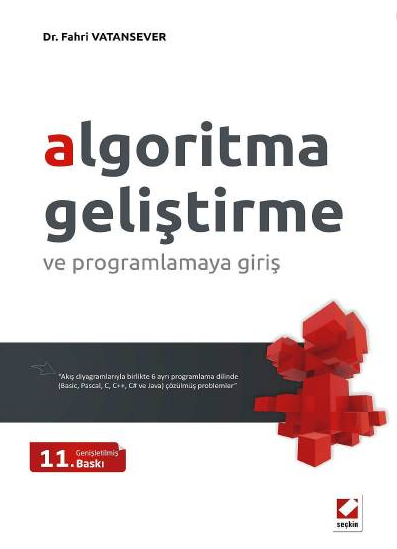 Dr. Fahri VATANSEVER
algoritma
geliştirme
ve programlamaya giriş
"Akış diyagramlarıyla birlikte 6 ayrı programlama dilinde
(Basic, Pascal, C, C++, C# ve Java) çözülmüş problemler"
11. Genişletilmiş
Baskı
seçkin